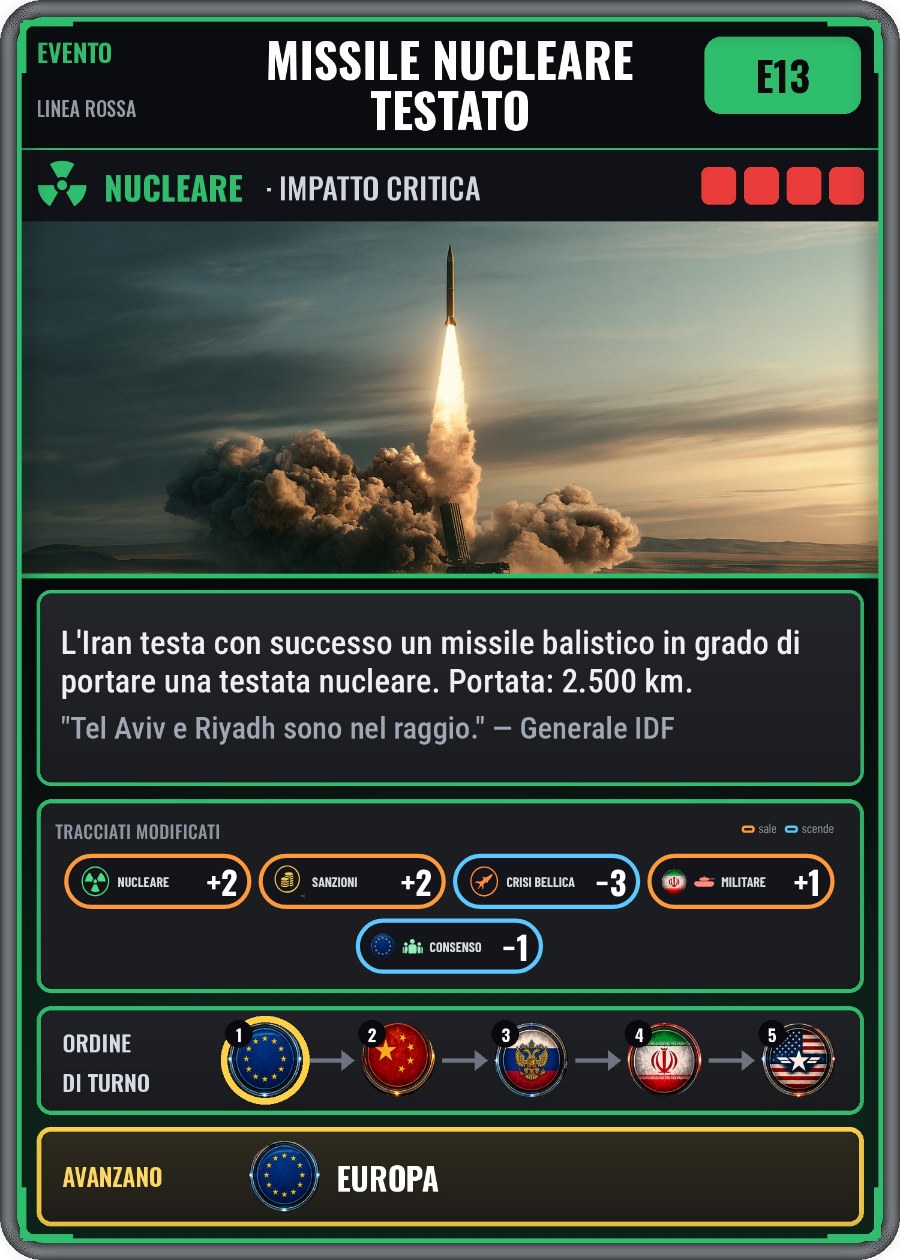 EVENTO
LINEA ROSSA
MISSILE NUCLEARE
TESTATO
E13
NUCLEARE · IMPATTO CRITICA
L'Iran testa con successo un missile balistico in grado di
portare una testata nucleare. Portata: 2.500 km.
"Tel Aviv e Riyadh sono nel raggio." — Generale IDF
TRACCIATI MODIFICATI
sale scende
NUCLEARE +2
SANZIONI +2
CRISI BELLICA −3
MILITARE +1
CONSENSO −1
ORDINE
DI TURNO
1 2 3 4 5
AVANZANO
EUROPA